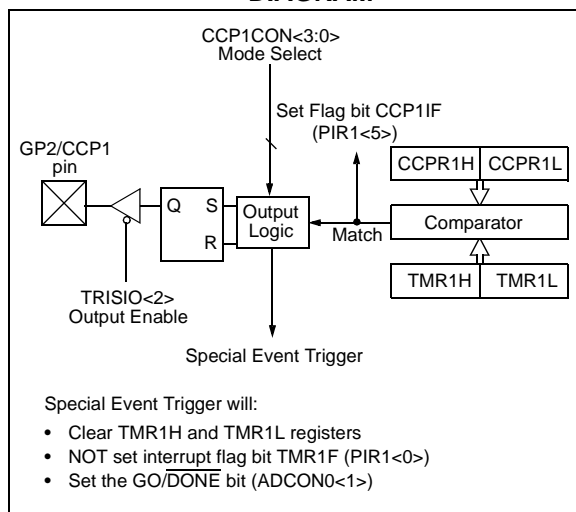 CCP1CON<3:0>
Mode Select
Set Flag bit CCP1IF
(PIR1<5>)
GP2/CCP1
pin
CCPR1H CCPR1L
Q S
R
Output
Logic
Match
Comparator
TMR1H TMR1L
TRISIO<2>
Output Enable
Special Event Trigger
Special Event Trigger will:
• Clear TMR1H and TMR1L registers
• NOT set interrupt flag bit TMR1F (PIR1<0>)
• Set the GO/DONE bit (ADCON0<1>)